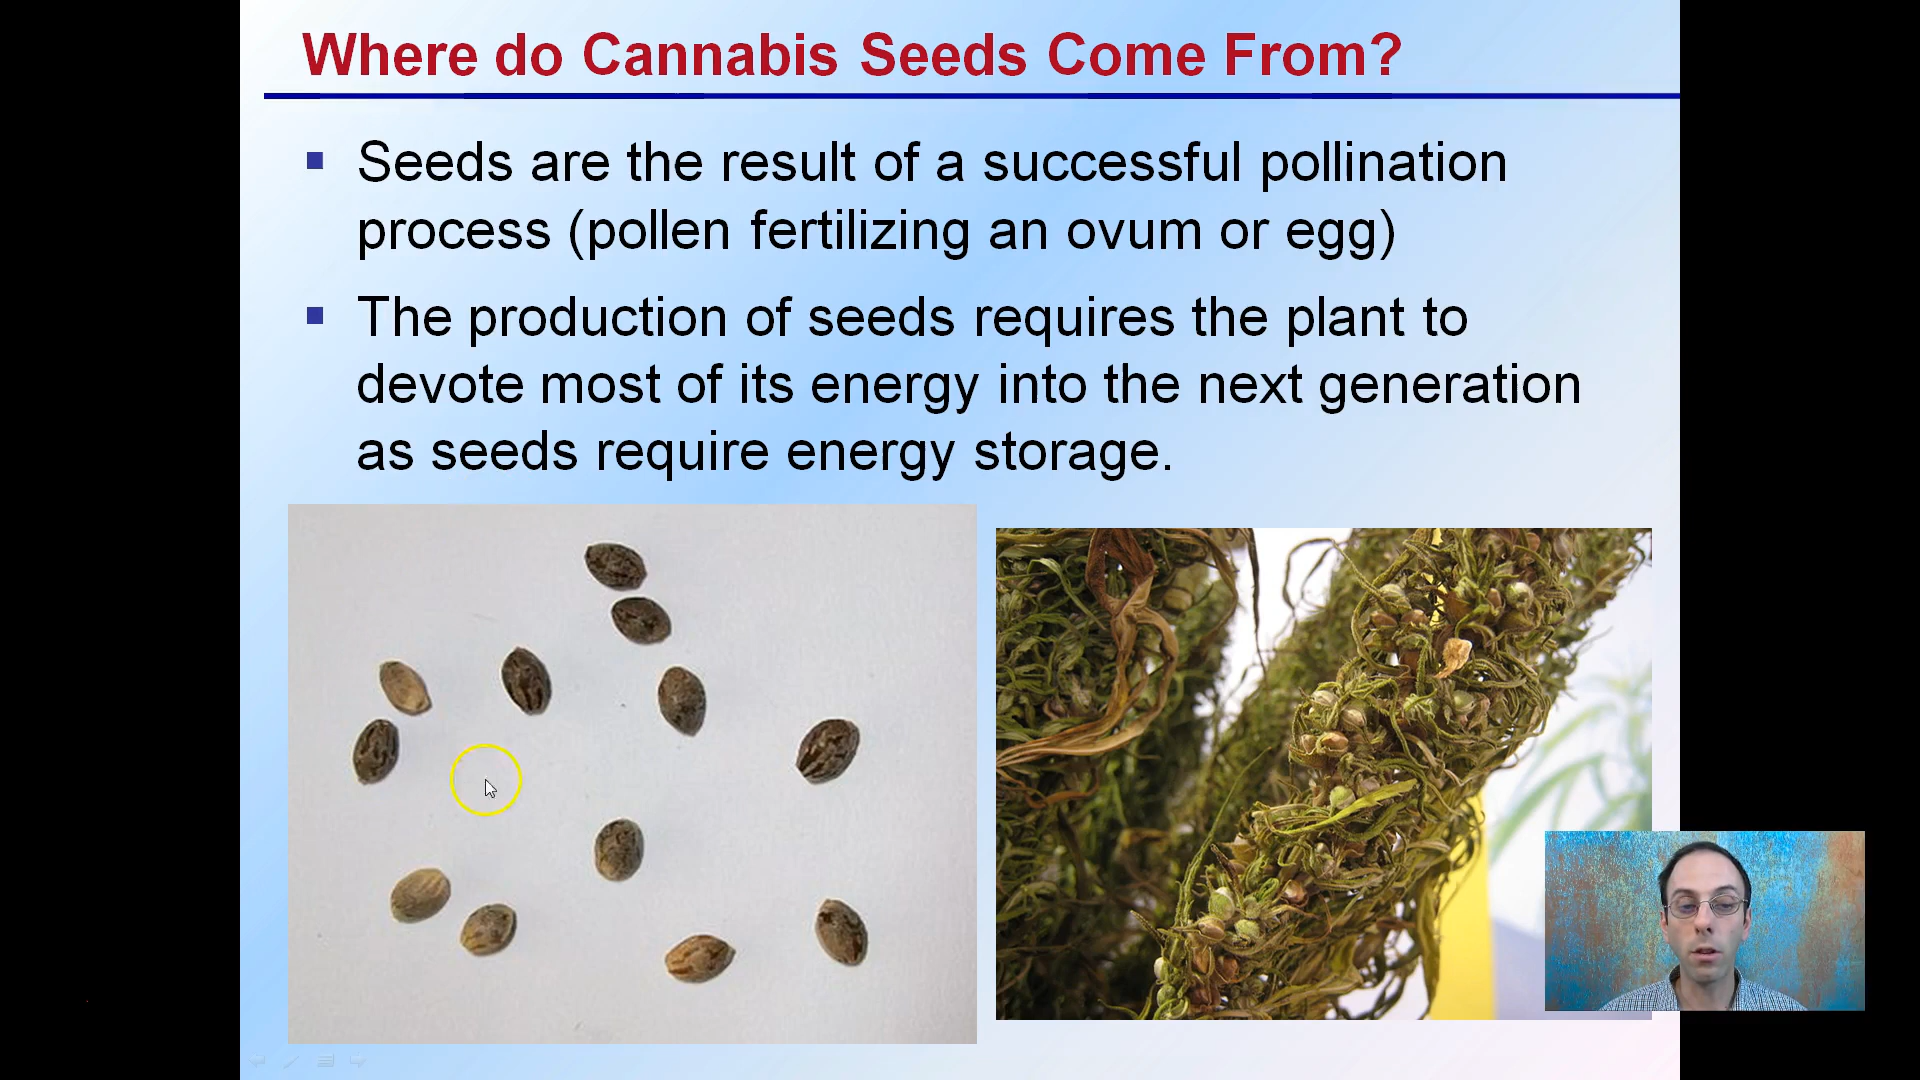 Where do Cannabis Seeds Come From?
Seeds are the result of a successful pollination
process (pollen fertilizing an ovum or egg)
The production of seeds requires the plant to
devote most of its energy into the next generation
as seeds require energy storage.